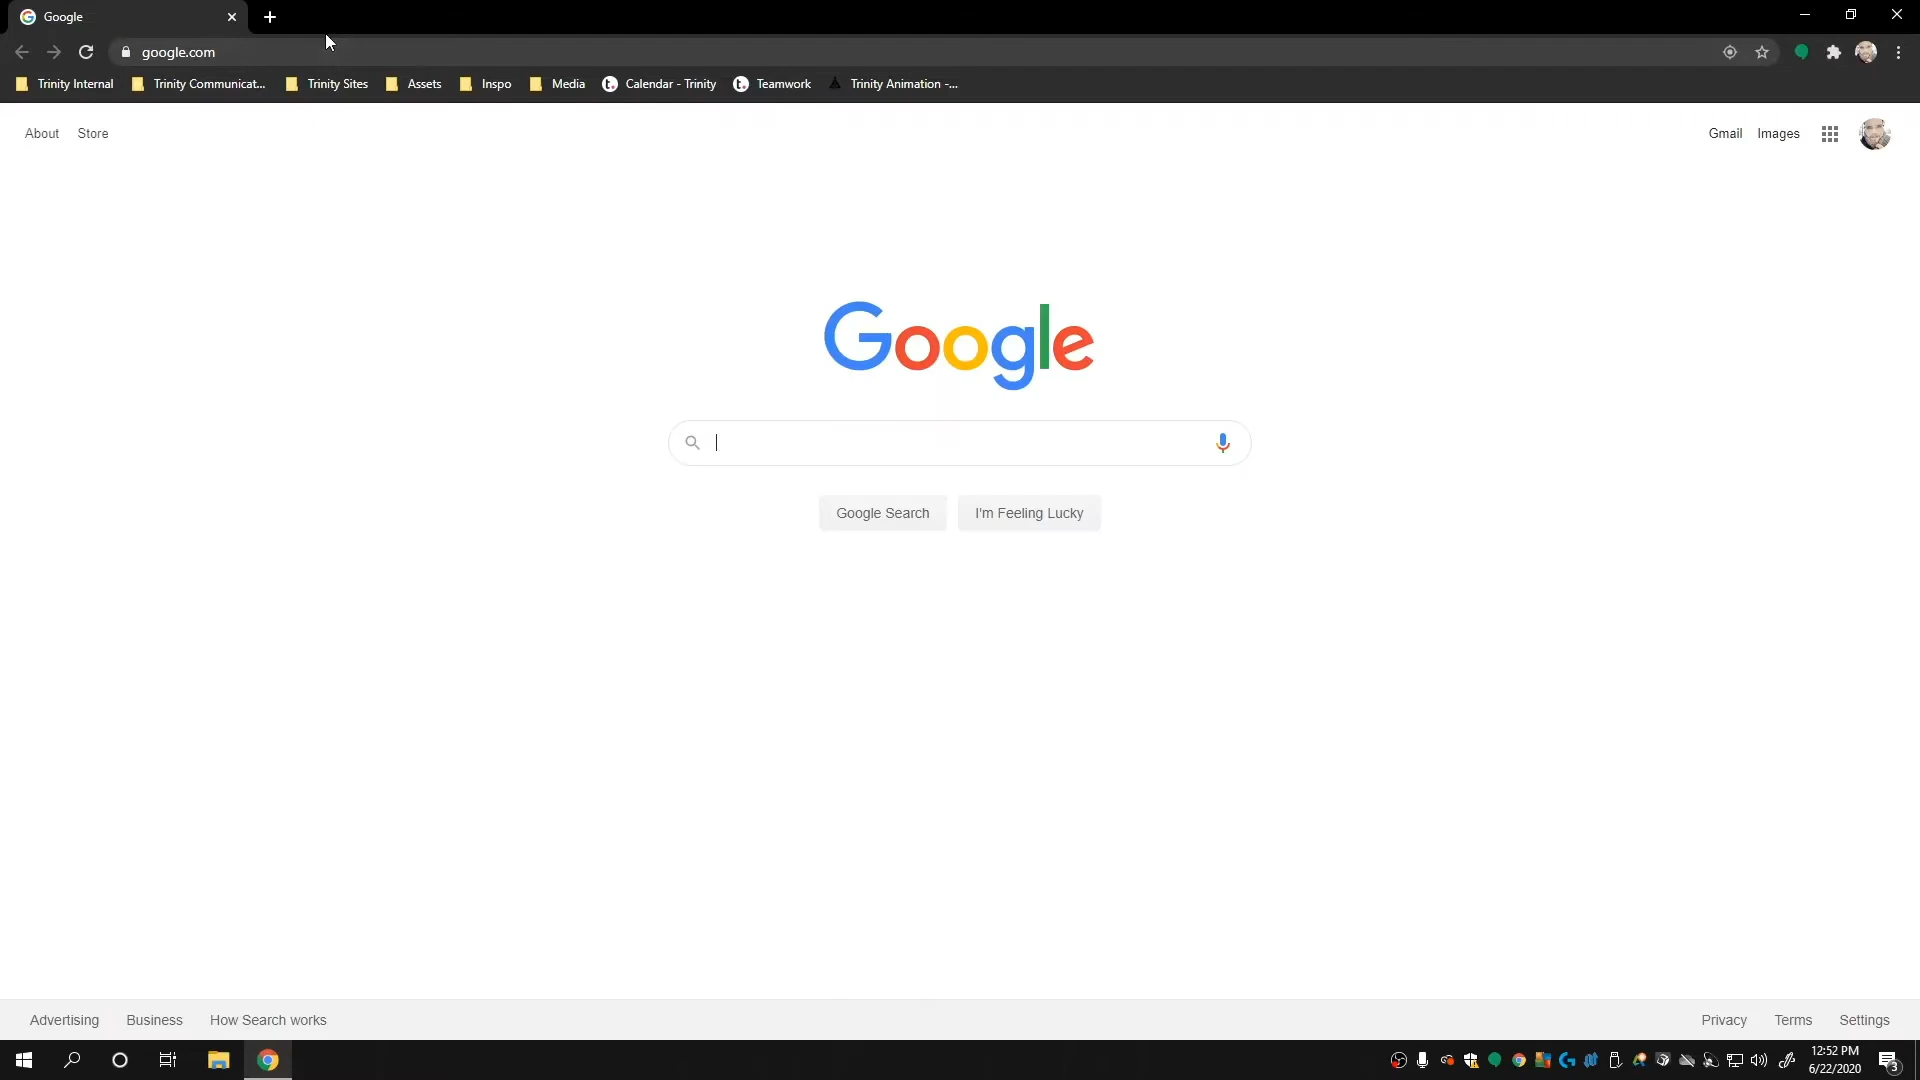 Google
google.com
Trinity Internal Trinity Communicat... Trinity Sites Assets Inspo Media t. Calendar - Trinity t. Teamwork Trinity Animation -...
About Store Gmail Images
Google
Google Search I'm Feeling Lucky
Advertising Business How Search works Privacy Terms Settings
12:52 PM
6/22/2020
3